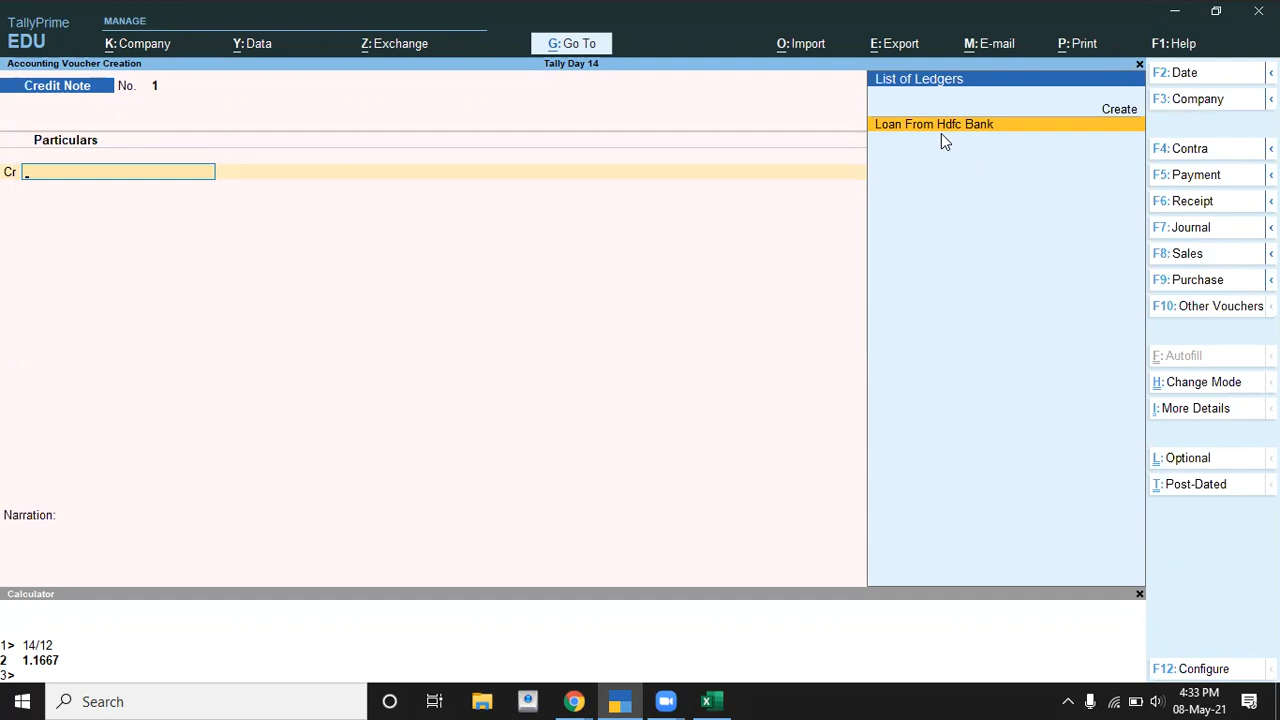 TallyPrime
EDU
MANAGE
K: Company
Y: Data
Z: Exchange
G: Go To
O: Import
E: Export
M: E-mail
P: Print
F1: Help
Accounting Voucher Creation
Tally Day 14
Credit Note No. 1
Particulars
Cr
Narration:
List of Ledgers
Create
Loan From Hdfc Bank
F2: Date
F3: Company
F4: Contra
F5: Payment
F6: Receipt
F7: Journal
F8: Sales
F9: Purchase
F10: Other Vouchers
F: Autofill
H: Change Mode
I: More Details
L: Optional
T: Post-Dated
F12: Configure
Calculator
1> 14/12
2 1.1667
3>
Search
4:33 PM
08-May-21